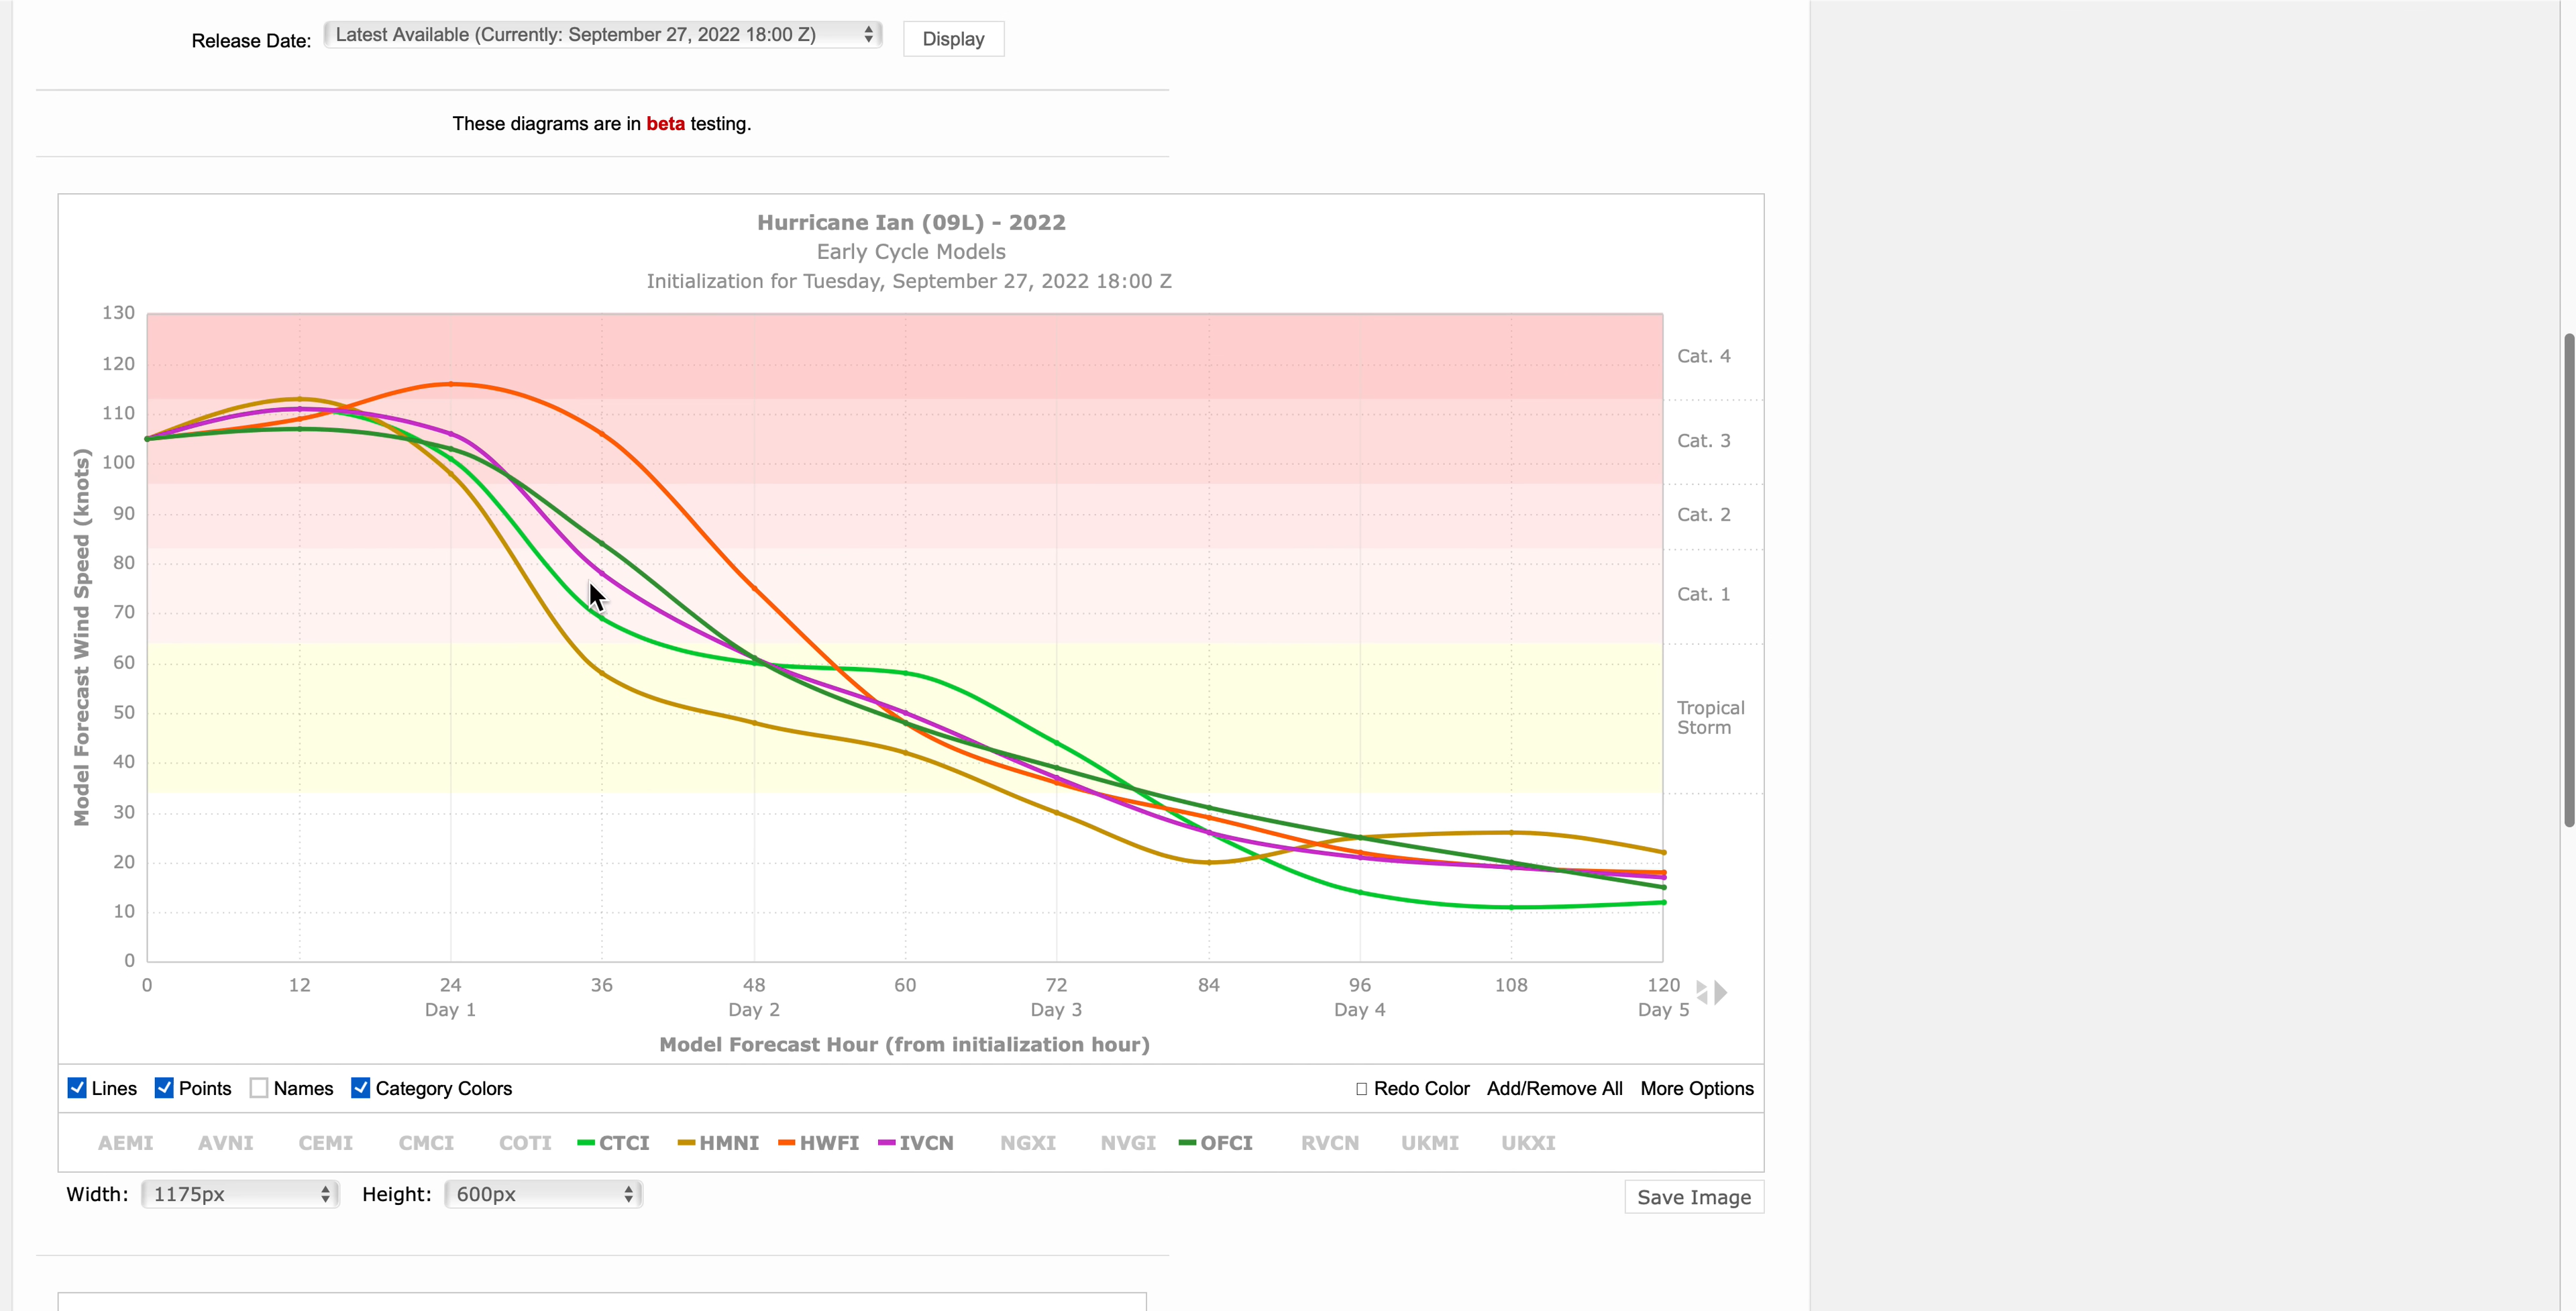 Release Date: Latest Available (Currently: September 27, 2022 18:00 Z) Display
These diagrams are in beta testing.
Hurricane Ian (09L) - 2022
Early Cycle Models
Initialization for Tuesday, September 27, 2022 18:00 Z
Model Forecast Wind Speed (knots)
130
120
110
100
90
80
70
60
50
40
30
20
10
0
Cat. 4
Cat. 3
Cat. 2
Cat. 1
Tropical
Storm
0 12 24 36 48 60 72 84 96 108 120
Day 1 Day 2 Day 3 Day 4 Day 5
Model Forecast Hour (from initialization hour)
Lines Points Names Category Colors Redo Color Add/Remove All More Options
AEMI AVNI CEMI CMCI COTI CTCI HMNI HWFI IVCN NGXI NVGI OFCI RVCN UKMI UKXI
Width: 1175px Height: 600px Save Image